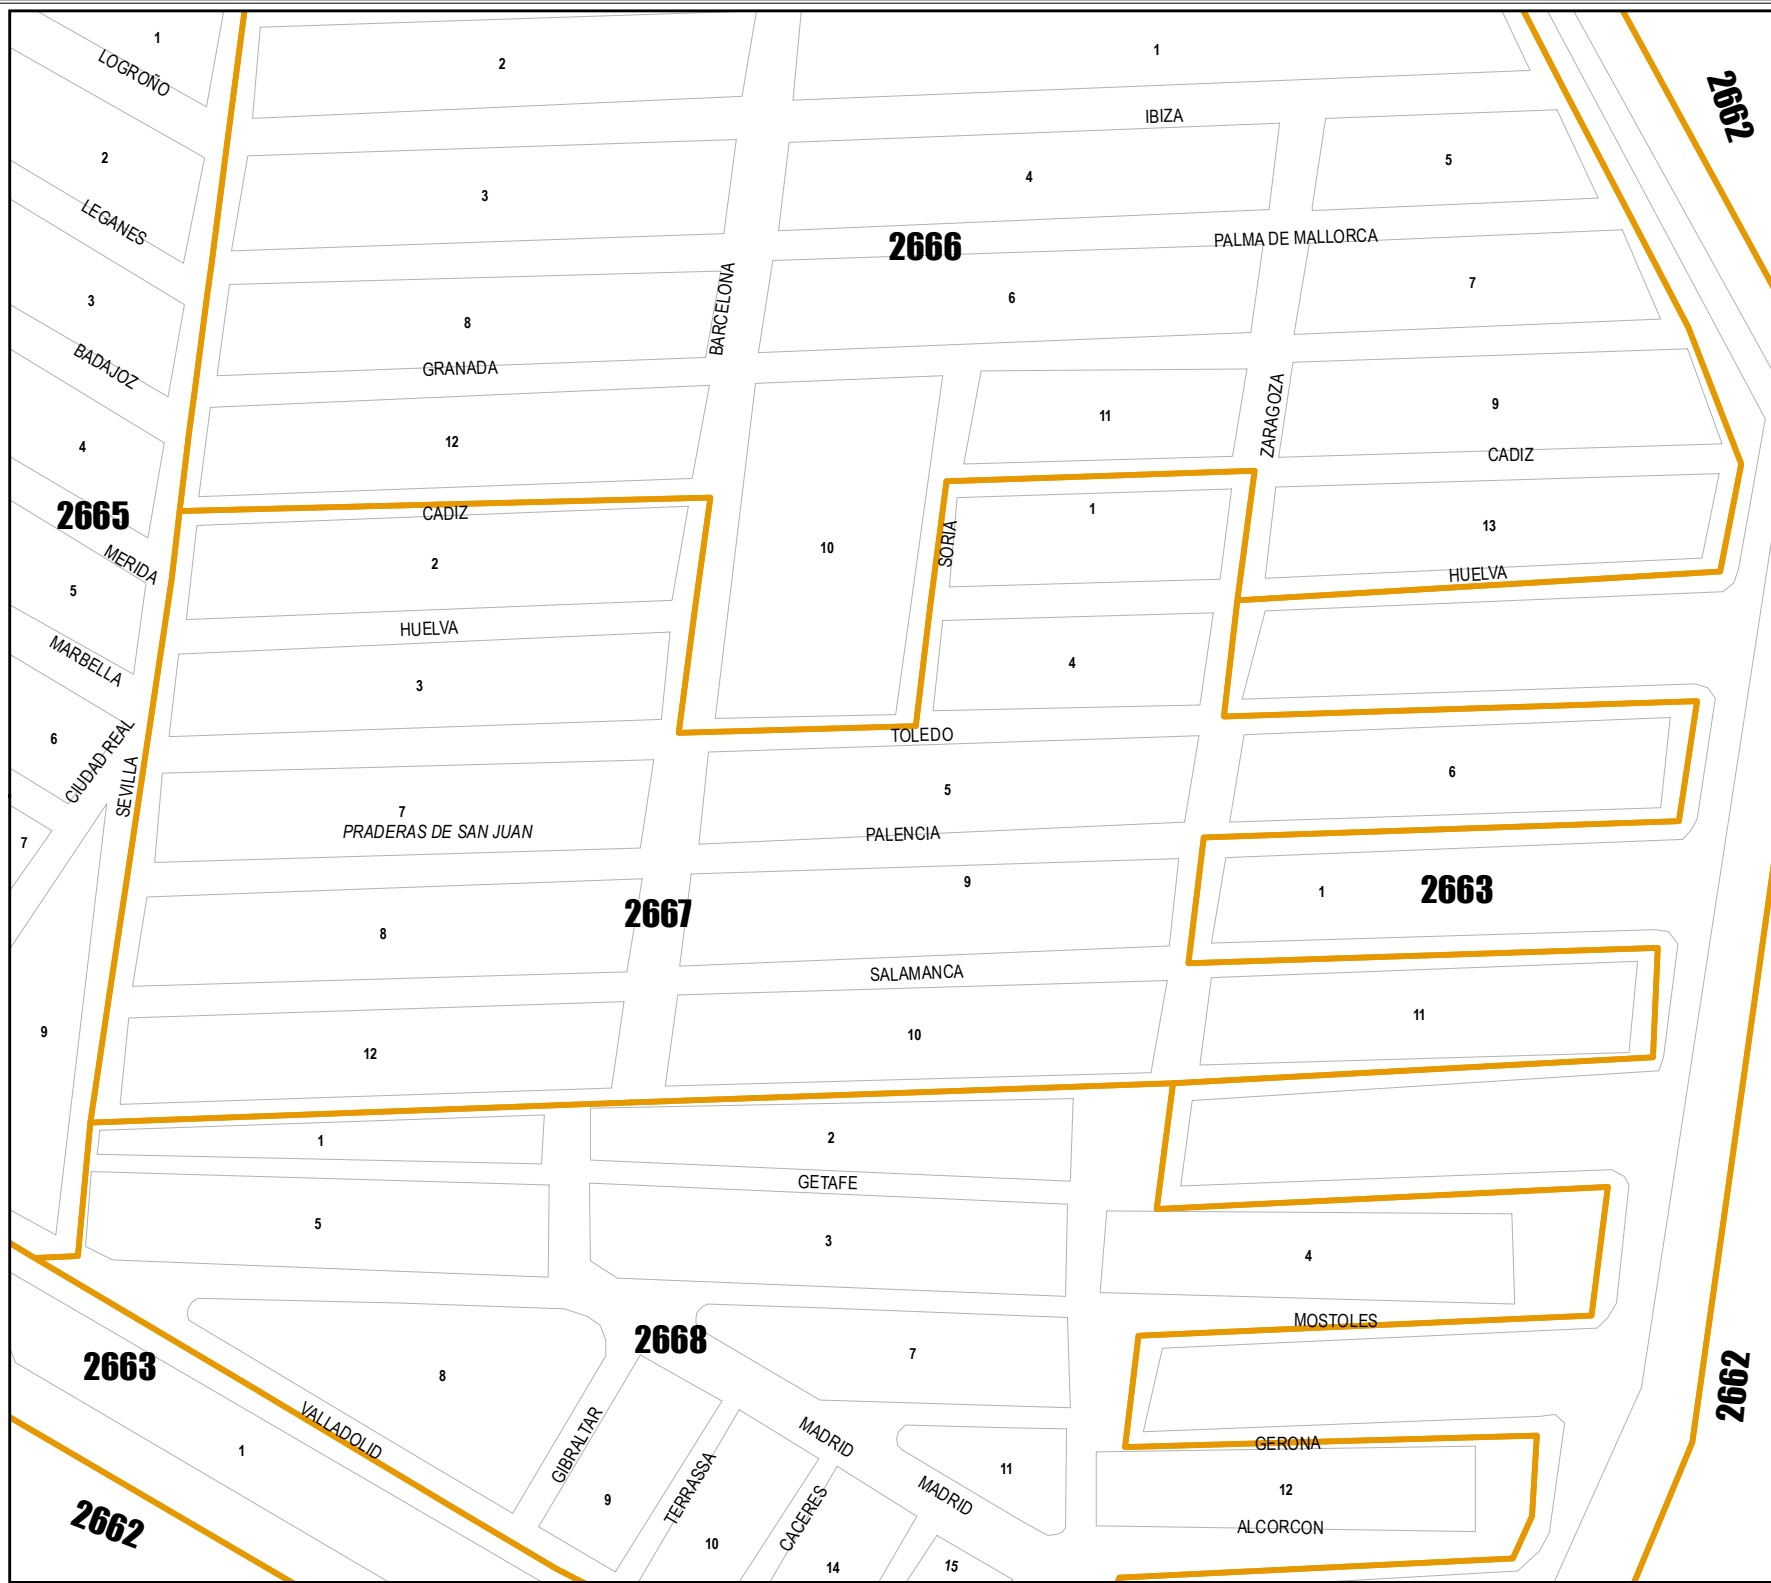 1
LOGROÑO
2
1
2662
IBIZA
2
3
4
5
LEGANES
2666
PALMA DE MALLORCA
3
8
BARCELONA
6
7
BADAJOZ
GRANADA
4
12
11
ZARAGOZA
9
CADIZ
2665
CADIZ
1
13
MERIDA
2
10
SORIA
HUELVA
5
HUELVA
MARBELLA
3
4
6
CIUDAD REAL
SEVILLA
TOLEDO
6
7
7
PRADERAS DE SAN JUAN
5
PALENCIA
8
2667
9
1
2663
SALAMANCA
9
12
10
11
1
2
GETAFE
5
3
4
MOSTOLES
2663
8
2668
7
2662
1
VALLADOLID
GIBRALTAR
MADRID
GERONA
2662
9
TERRASSA
10
CACERES
14
MADRID
11
15
12
ALCORCON